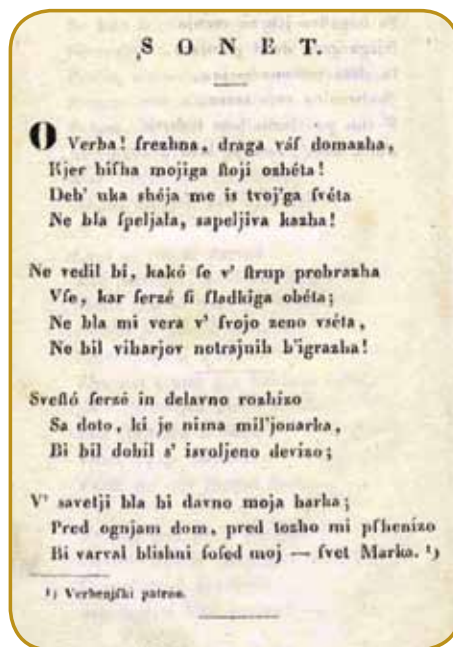 SONET.
O Verba! ſrezhna, draga váſ domazha,
Kjer hiſha mojiga ſtoji ozhéta!
Deb' uka shéja me is tvoj'ga ſvéta
Ne bla ſpeljala, sapeljiva kazha!
Ne vedil bi, kakó ſe v' ſtrup prebrazha
Vſe, kar ſerzé ſi ſladkiga obéta;
Ne bla mi vera v' ſvojo zeno vséta,
Ne bil viharjov notrajnih b'igrazha!
Sveſtó ſerzé in delavno rozhizo
Sa doto, ki je nima mil'jonarka,
Bi bil dobil s' isvoljeno devizo;
V' savetji bla bi davno moja barka;
Pred ognjam dom, pred tozho mi pſhenizo
Bi varval blishni ſoſed moj — ſvet Marko. ¹)
¹) Verbenjſki patron.